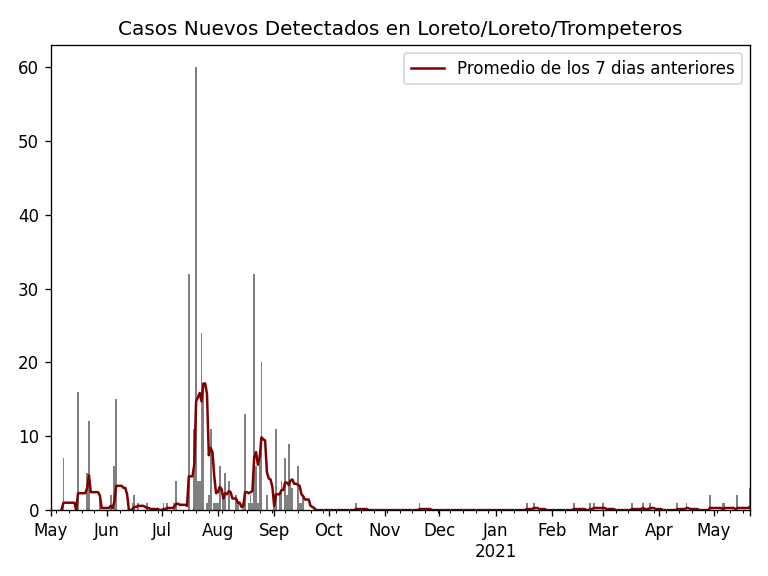 Casos Nuevos Detectados en Loreto/Loreto/Trompeteros
Promedio de los 7 dias anteriores
60
50
40
30
20
10
0
May Jun Jul Aug Sep Oct Nov Dec Jan Feb Mar Apr May
2021